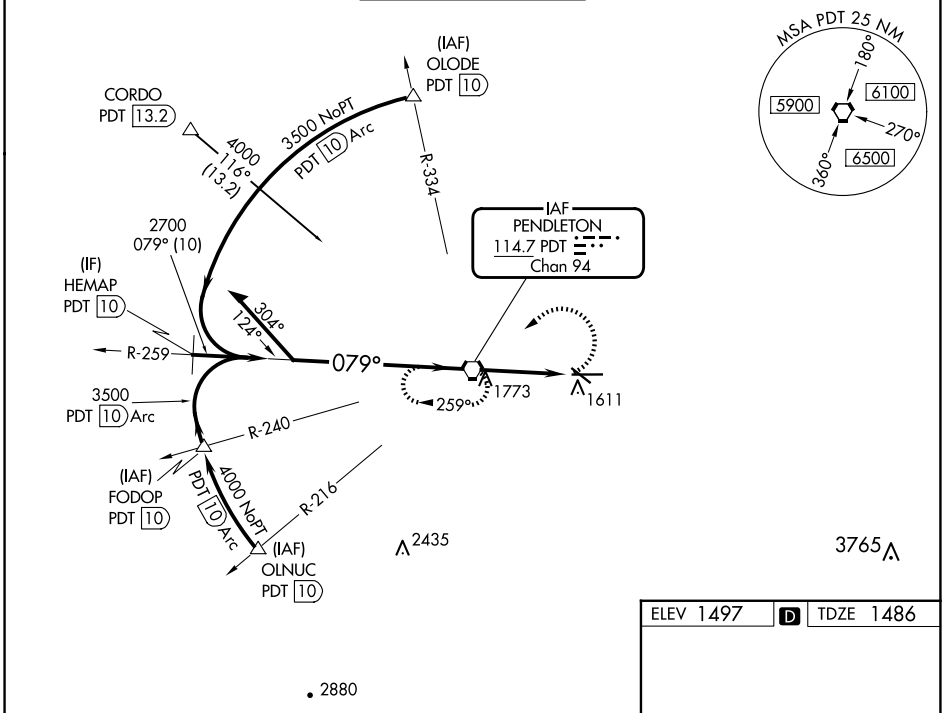 MSA PDT 25 NM
180°
5900
6100
270°
360°
6500
(IAF)
OLODE
PDT 10
CORDO
PDT 13.2
3500 NoPT
PDT 10 Arc
4000
116°
(13.2)
R-334
IAF
PENDLETON
114.7 PDT
Chan 94
2700
079° (10)
(IF)
HEMAP
PDT 10
R-259
304°
124°
079°
259°
1773
1611
3500
PDT 10 Arc
R-240
(IAF)
FODOP
PDT 10
4000 NoPT
PDT 10 Arc
R-216
(IAF)
OLNUC
PDT 10
2435
3765
2880
ELEV 1497 D TDZE 1486